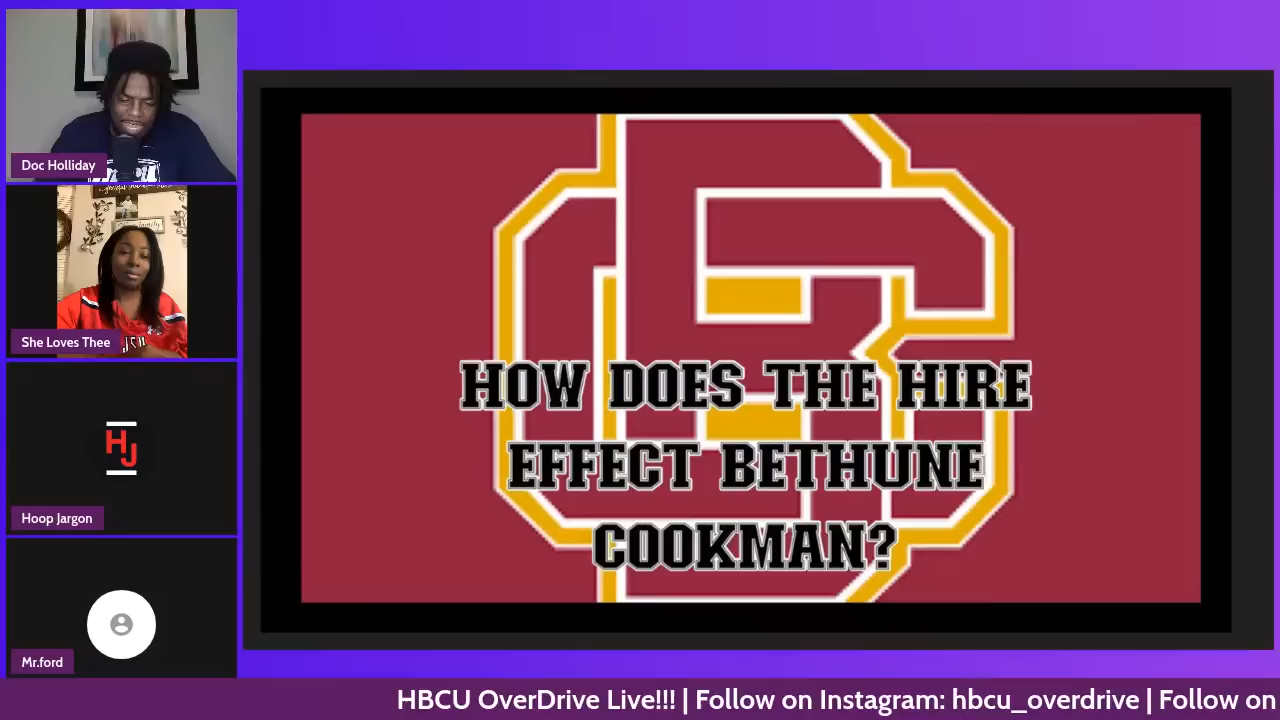 Doc Holliday
She Loves Thee
HJ
Hoop Jargon
Mr.ford
HOW DOES THE HIRE
EFFECT BETHUNE
COOKMAN?
HBCU OverDrive Live!!! | Follow on Instagram: hbcu_overdrive | Follow on